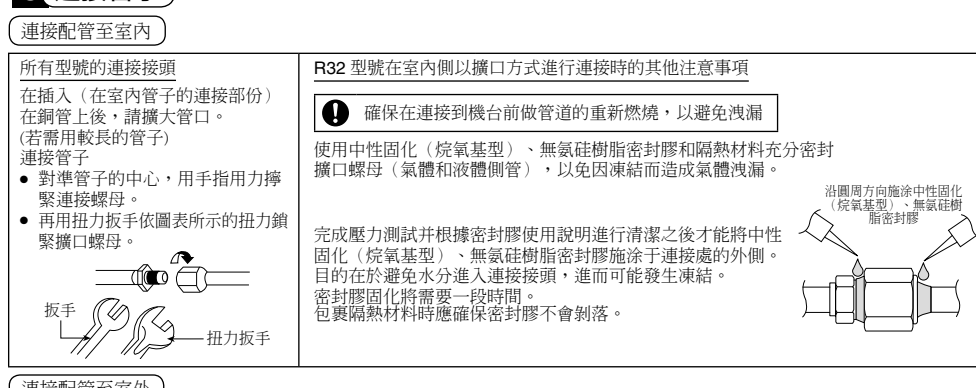 連接配管至室內
所有型號的連接接頭
在插入（在室內管子的連接部份）
在銅管上後，請擴大管口。
(若需用較長的管子)
連接管子
● 對準管子的中心，用手指用力擰
緊連接螺母。
● 再用扭力扳手依圖表所示的扭力鎖
緊擴口螺母。
扳手
扭力扳手
R32 型號在室內側以擴口方式進行連接時的其他注意事項
確保在連接到機台前做管道的重新燃燒，以避免洩漏
使用中性固化（烷氧基型）、無氨硅樹脂密封膠和隔熱材料充分密封
擴口螺母（氣體和液體側管），以免因凍結而造成氣體洩漏。
完成壓力測試并根據密封膠使用說明進行清潔之後才能將中性
固化（烷氧基型）、無氨硅樹脂密封膠施涂于連接處的外側。
目的在於避免水分進入連接接頭，進而可能發生凍結。
密封膠固化將需要一段時間。
包裹隔熱材料時應確保密封膠不會剝落。
沿圓周方向施涂中性固化
（烷氧基型）、無氨硅樹
脂密封膠
連接配管至室外